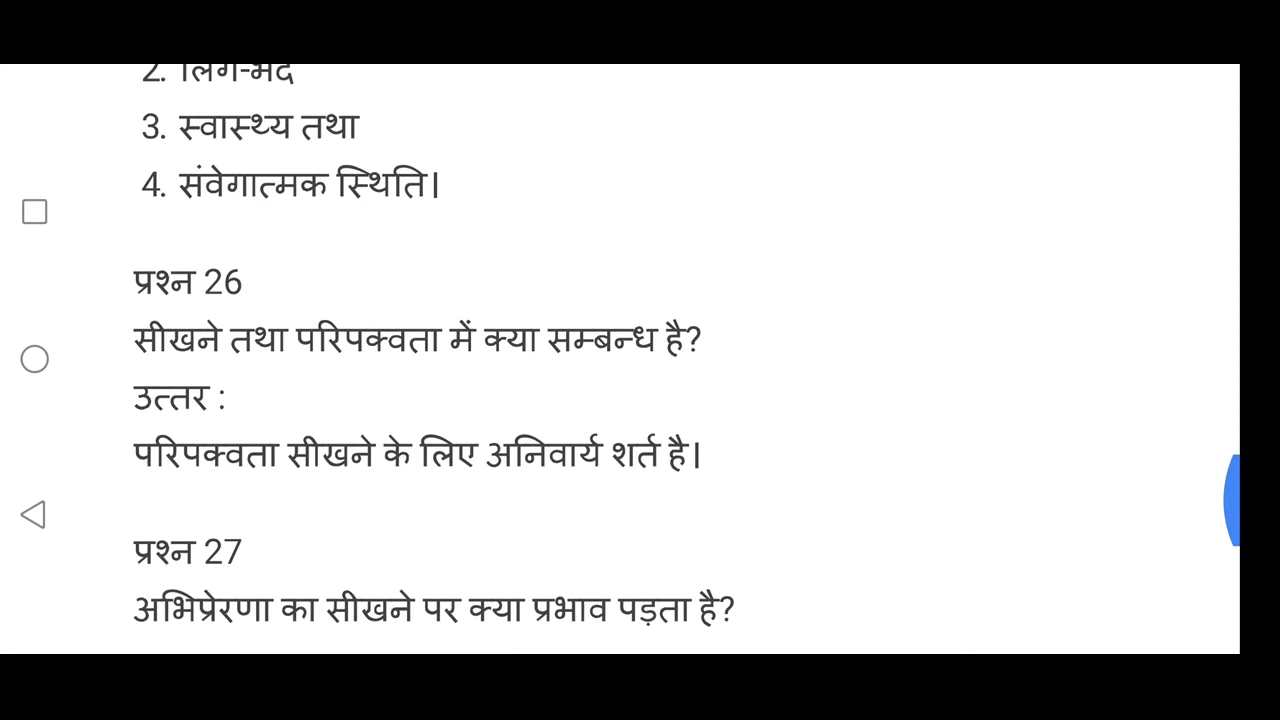 2. लिंग-भेद
3. स्वास्थ्य तथा
4. संवेगात्मक स्थिति।
प्रश्न 26
सीखने तथा परिपक्वता में क्या सम्बन्ध है?
उत्तर :
परिपक्वता सीखने के लिए अनिवार्य शर्त है।
प्रश्न 27
अभिप्रेरणा का सीखने पर क्या प्रभाव पड़ता है?